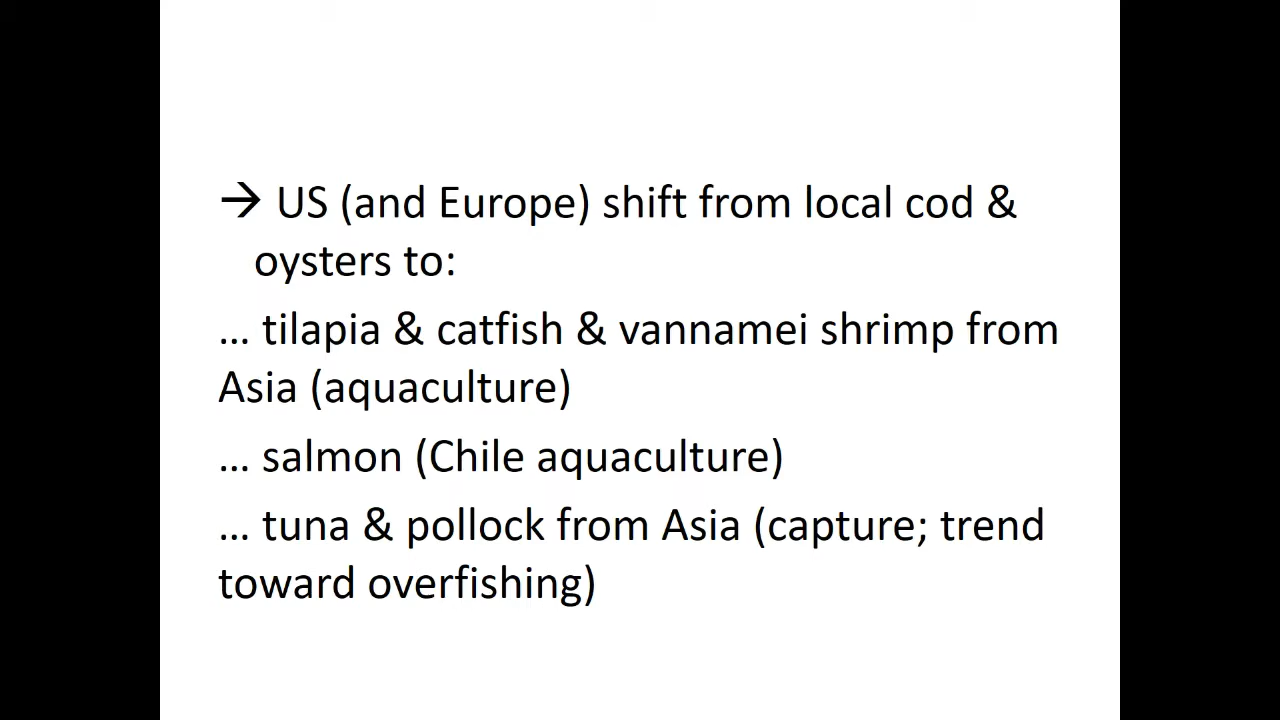 → US (and Europe) shift from local cod &
oysters to:
… tilapia & catfish & vannamei shrimp from
Asia (aquaculture)
… salmon (Chile aquaculture)
… tuna & pollock from Asia (capture; trend
toward overfishing)